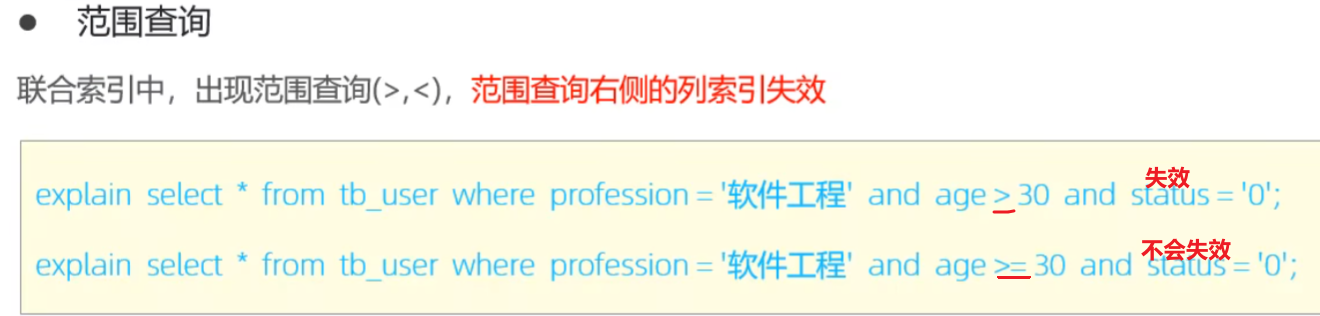 ● 范围查询
联合索引中，出现范围查询(>,<)，范围查询右侧的列索引失效
失效
explain select * from tb_user where profession = '软件工程' and age > 30 and status = '0';
不会失效
explain select * from tb_user where profession = '软件工程' and age >= 30 and status = '0';